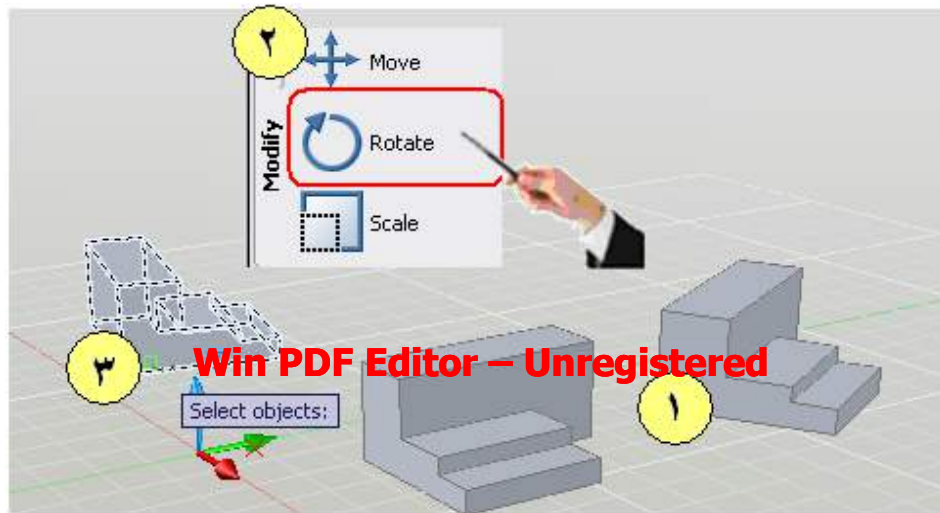 ٢
Move
Modify
Rotate
Scale
٣
Win PDF Editor – Unregistered
١
Select objects: